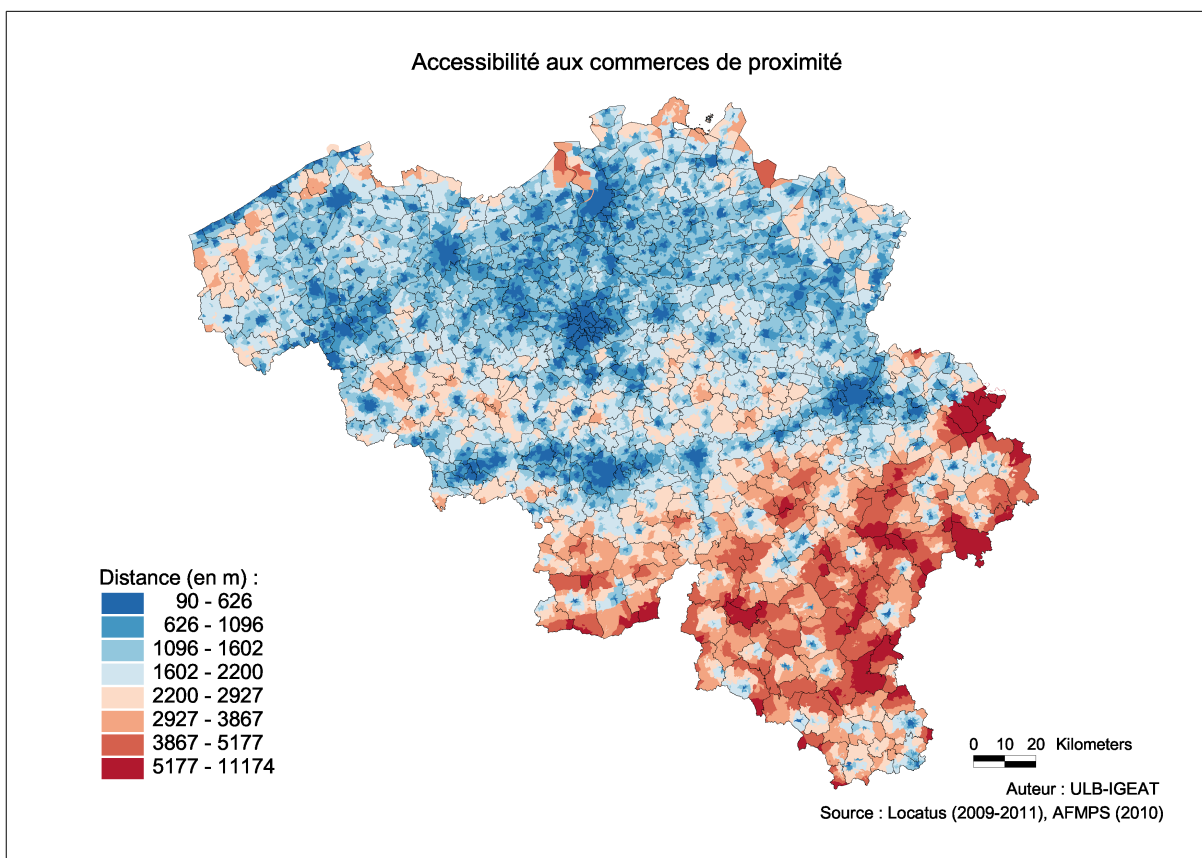 Accessibilité aux commerces de proximité
Distance (en m) :
90 - 626
626 - 1096
1096 - 1602
1602 - 2200
2200 - 2927
2927 - 3867
3867 - 5177
5177 - 11174
0 10 20 Kilometers
Auteur : ULB-IGEAT
Source : Locatus (2009-2011), AFMPS (2010)